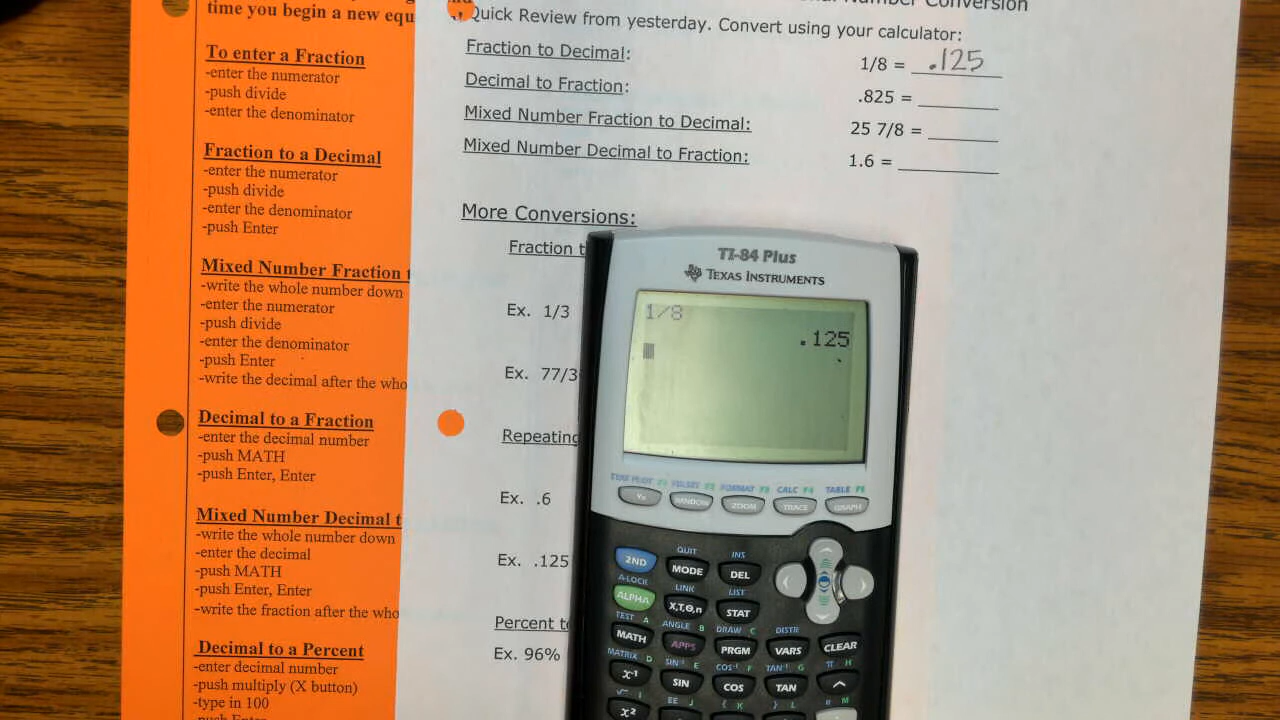 time you begin a new equ
To enter a Fraction
-enter the numerator
-push divide
-enter the denominator
Fraction to a Decimal
-enter the numerator
-push divide
-enter the denominator
-push Enter
Mixed Number Fraction
-write the whole number down
-enter the numerator
-push divide
-enter the denominator
-push Enter
-write the decimal after the who
Decimal to a Fraction
-enter the decimal number
-push MATH
-push Enter, Enter
Mixed Number Decimal t
-write the whole number down
-enter the decimal
-push MATH
-push Enter, Enter
-write the fraction after the who
Decimal to a Percent
-enter decimal number
-push multiply (X button)
-type in 100
-push Enter
Number Conversion
Quick Review from yesterday. Convert using your calculator:
Fraction to Decimal: 1/8 = .125
Decimal to Fraction: .825 =
Mixed Number Fraction to Decimal: 25 7/8 =
Mixed Number Decimal to Fraction: 1.6 =
More Conversions:
Fraction t
Ex. 1/3
Ex. 77/3
Repeating
Ex. .6
Ex. .125
Percent to
Ex. 96%
TI-84 Plus
TEXAS INSTRUMENTS
1/8
.125
STAT PLOT F1 TBLSET F2 FORMAT F3 CALC F4 TABLE F5
Y= WINDOW ZOOM TRACE GRAPH
QUIT INS
2ND MODE DEL
A-LOCK LINK LIST
ALPHA X,T,Θ,n STAT
TEST A ANGLE B DRAW C DISTR
MATH APPS PRGM VARS CLEAR
MATRIX D SIN⁻¹ E COS⁻¹ F TAN⁻¹ G π H
x⁻¹ SIN COS TAN ^
√ I EE J { K } L e M
x²